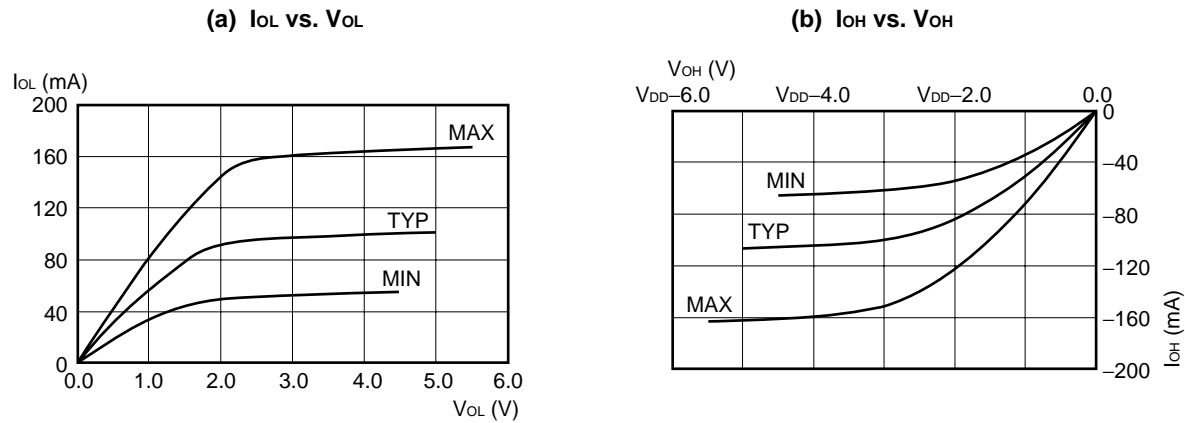 (a) IOL vs. VOL
IOL (mA)
200
160
120
80
40
0
MAX
TYP
MIN
0.0 1.0 2.0 3.0 4.0 5.0 6.0
VOL (V)
(b) IOH vs. VOH
VOH (V)
VDD–6.0 VDD–4.0 VDD–2.0 0.0
0
–40
–80
–120
–160
–200
MIN
TYP
MAX
IOH (mA)